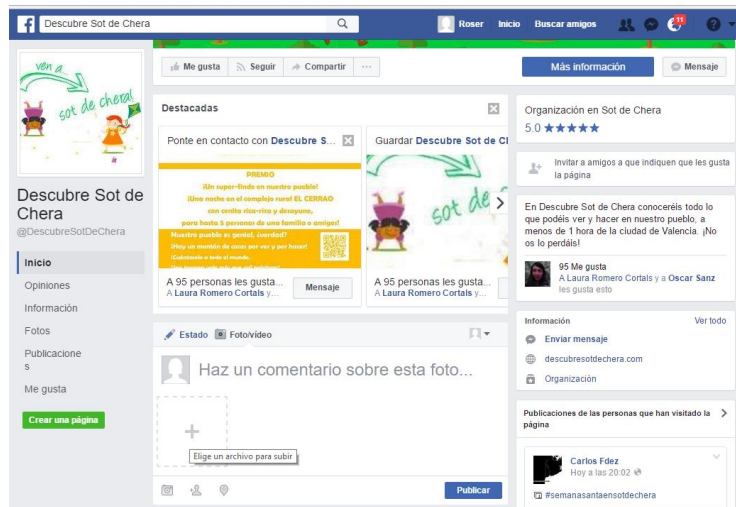 Descubre Sot de Chera
Roser
Inicio
Buscar amigos
11
ven a
sot de chera!
Descubre Sot de
Chera
@DescubreSotDeChera
Inicio
Opiniones
Información
Fotos
Publicacione
s
Me gusta
Crear una página
Me gusta
Seguir
Compartir
Más información
Mensaje
Destacadas
Ponte en contacto con Descubre S...
PREMIO
¡Un super-finde en nuestro pueblo!
¡Una noche en el complejo rural EL CERRAO
con cenita rica-rica y desayuno,
para hasta 5 personas de una familia o amigos!
Nuestro pueblo es genial, ¿verdad?
¡Hay un montón de cosas por ver y por hacer!
¡Cuéntaselo a todo el mundo.
A 95 personas les gusta...
A Laura Romero Cortals y...
Mensaje
Guardar Descubre Sot de Cl
sot de
A 95 personas les gusta...
A Laura Romero Cortals y...
Estado
Foto/vídeo
Haz un comentario sobre esta foto...
Elige un archivo para subir
Publicar
Organización en Sot de Chera
5.0 ★★★★★
Invitar a amigos a que indiquen que les gusta
la página
En Descubre Sot de Chera conoceréis todo lo
que podéis ver y hacer en nuestro pueblo, a
menos de 1 hora de la ciudad de Valencia. ¡No
os lo perdáis!
95 Me gusta
A Laura Romero Cortals y a Oscar Sanz
les gusta esto
Información
Ver todo
Enviar mensaje
descubresotdechera.com
Organización
Publicaciones de las personas que han visitado la
página
Carlos Fdez
Hoy a las 20:02
#semanasantaensotdechera